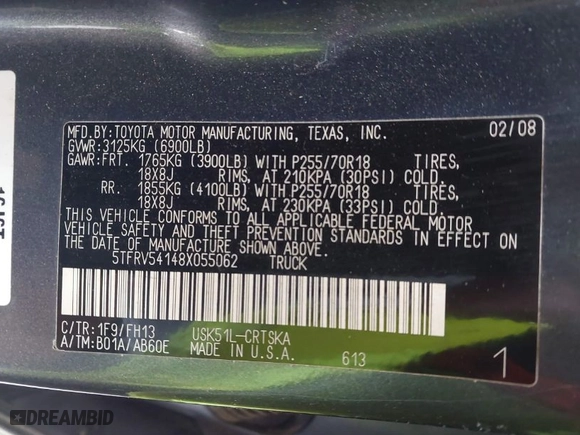 MFD.BY:TOYOTA MOTOR MANUFACTURING, TEXAS, INC. 02/08
GVWR:3125KG (6900LB)
GAWR:FRT. 1765KG (3900LB) WITH P255/70R18 TIRES,
18X8J RIMS, AT 210KPA (30PSI) COLD.
RR. 1855KG (4100LB) WITH P255/70R18 TIRES,
18X8J RIMS, AT 230KPA (33PSI) COLD.
THIS VEHICLE CONFORMS TO ALL APPLICABLE FEDERAL MOTOR
VEHICLE SAFETY AND THEFT PREVENTION STANDARDS IN EFFECT ON
THE DATE OF MANUFACTURE SHOWN ABOVE.
5TFRV54148X055062 TRUCK
C/TR:1F9/FH13 USK51L-CRTSKA
A/TM:B01A/AB60E MADE IN U.S.A. 613 1
DREAMBID